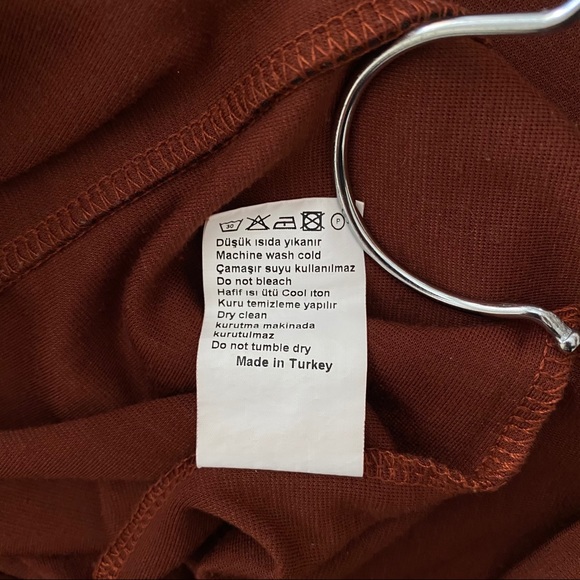 30 P
Düşük ısıda yıkanır
Machine wash cold
Çamaşır suyu kullanılmaz
Do not bleach
Hafif ısı ütü Cool iton
Kuru temizleme yapılır
Dry clean
kurutma makinada
kurutulmaz
Do not tumble dry
Made in Turkey